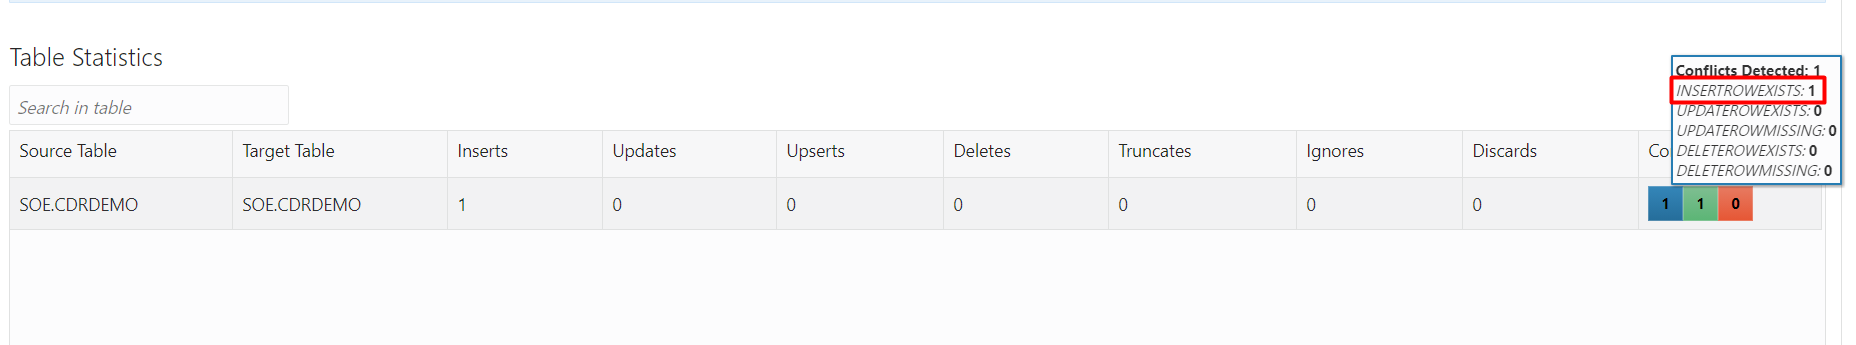 Table Statistics
Search in table
Conflicts Detected: 1
INSERTROWEXISTS: 1
UPDATEROWEXISTS: 0
UPDATEROWMISSING: 0
DELETEROWEXISTS: 0
DELETEROWMISSING: 0
Source Table Target Table Inserts Updates Upserts Deletes Truncates Ignores Discards
SOE.CDRDEMO SOE.CDRDEMO 1 0 0 0 0 0 0 1 1 0